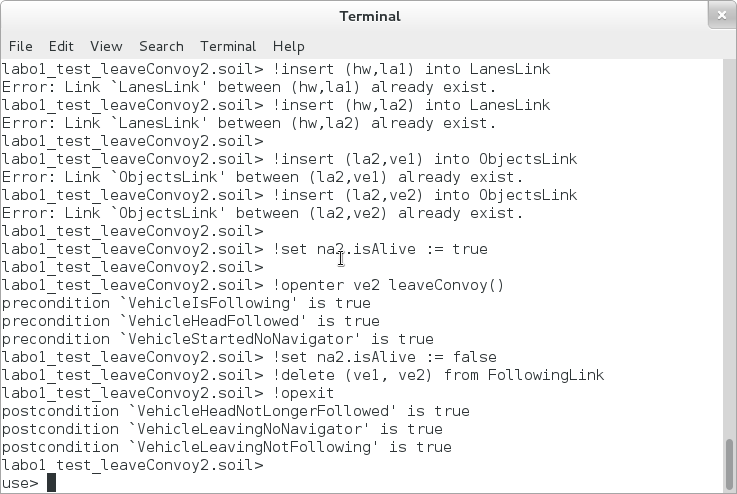 Terminal
File Edit View Search Terminal Help
labo1_test_leaveConvoy2.soil> !insert (hw,la1) into LanesLink
Error: Link `LanesLink' between (hw,la1) already exist.
labo1_test_leaveConvoy2.soil> !insert (hw,la2) into LanesLink
Error: Link `LanesLink' between (hw,la2) already exist.
labo1_test_leaveConvoy2.soil>
labo1_test_leaveConvoy2.soil> !insert (la2,ve1) into ObjectsLink
Error: Link `ObjectsLink' between (la2,ve1) already exist.
labo1_test_leaveConvoy2.soil> !insert (la2,ve2) into ObjectsLink
Error: Link `ObjectsLink' between (la2,ve2) already exist.
labo1_test_leaveConvoy2.soil>
labo1_test_leaveConvoy2.soil> !set na2.isAlive := true
labo1_test_leaveConvoy2.soil>
labo1_test_leaveConvoy2.soil> !openter ve2 leaveConvoy()
precondition `VehicleIsFollowing' is true
precondition `VehicleHeadFollowed' is true
precondition `VehicleStartedNoNavigator' is true
labo1_test_leaveConvoy2.soil> !set na2.isAlive := false
labo1_test_leaveConvoy2.soil> !delete (ve1, ve2) from FollowingLink
labo1_test_leaveConvoy2.soil> !opexit
postcondition `VehicleHeadNotLongerFollowed' is true
postcondition `VehicleLeavingNoNavigator' is true
postcondition `VehicleLeavingNotFollowing' is true
labo1_test_leaveConvoy2.soil>
use>